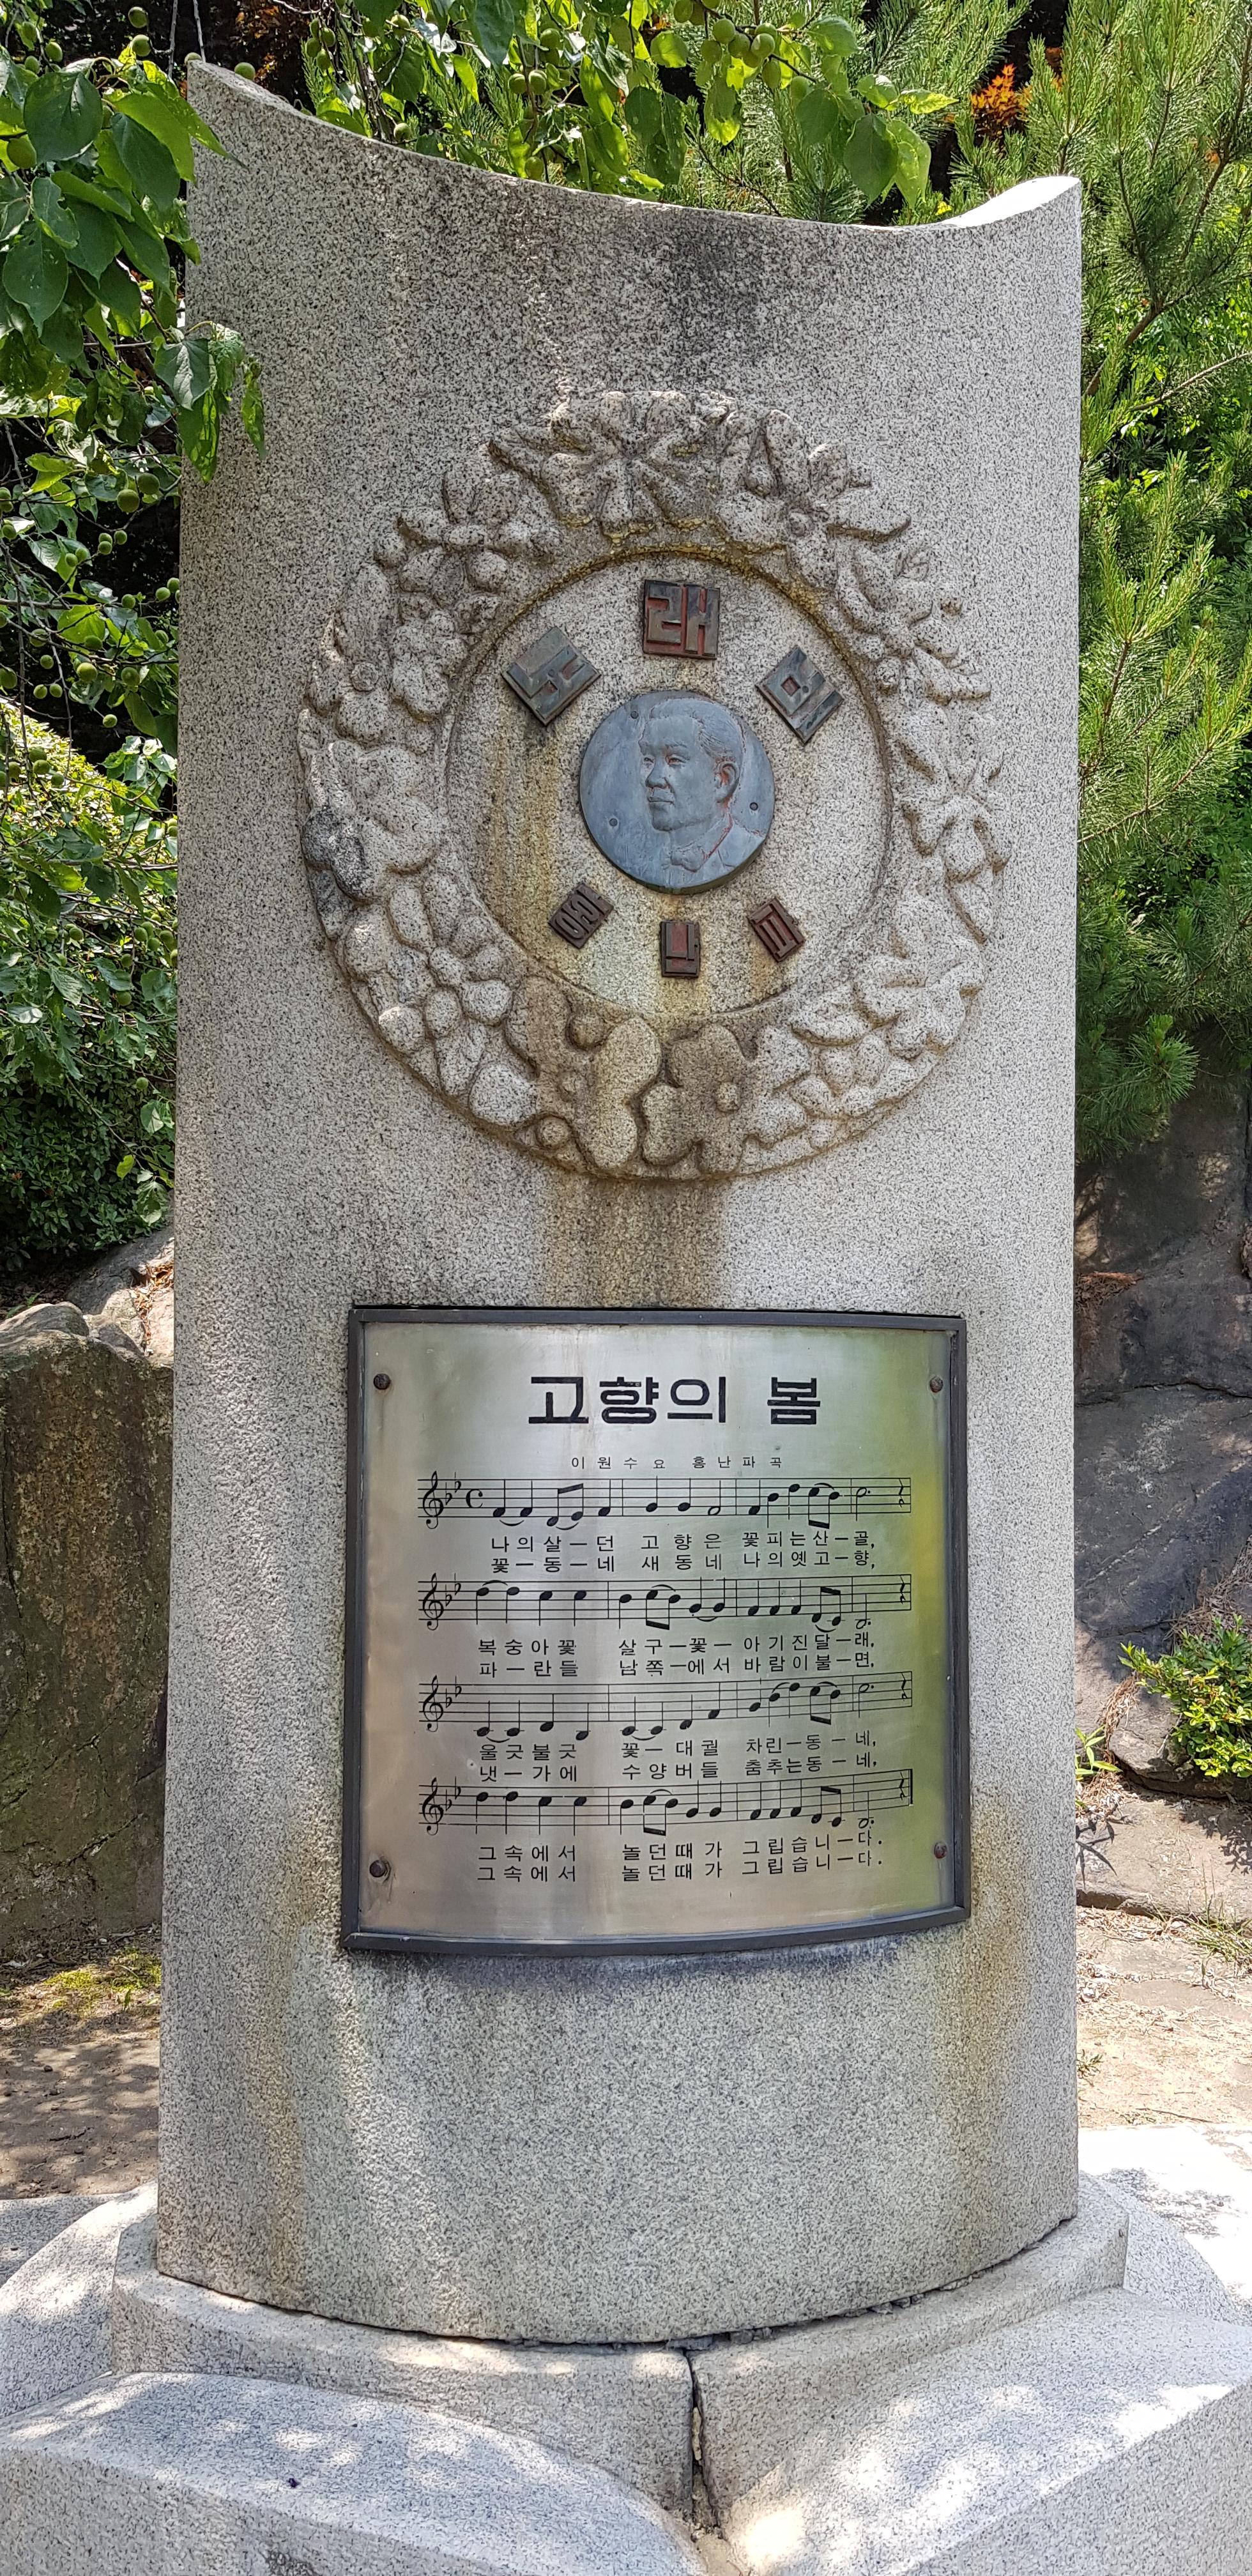 래
고향의 봄
이 원 수 요 홍 난 파 곡
나의살－던 고 향 은 꽃피는산－골,
꽃－동－네 새 동 네 나의옛고－향,
복숭아꽃 살구－꽃－ 아기진달－래,
파－란들 남쪽－에서 바람이불－면,
울긋불긋 꽃－대궐 차린－동－네,
냇－가에 수양버들 춤추는동－네,
그속에서 놀던때가 그립습니－다.
그속에서 놀던때가 그립습니－다.